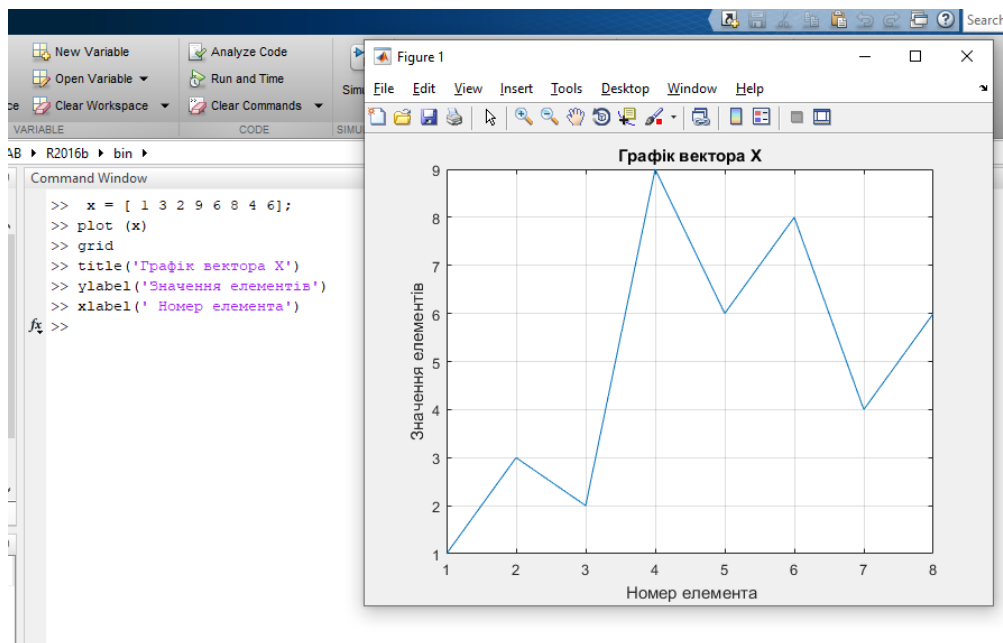 Search
New Variable
Analyze Code
Open Variable
Run and Time
Clear Workspace
Clear Commands
VARIABLE
CODE
R2016b
bin
Command Window
>> x = [ 1 3 2 9 6 8 4 6];
>> plot (x)
>> grid
>> title('Графік вектора X')
>> ylabel('Значення елементів')
>> xlabel(' Номер елемента')
fx >>
Figure 1
File Edit View Insert Tools Desktop Window Help
Графік вектора X
9
8
7
6
5
4
3
2
1
Значення елементів
1 2 3 4 5 6 7 8
Номер елемента